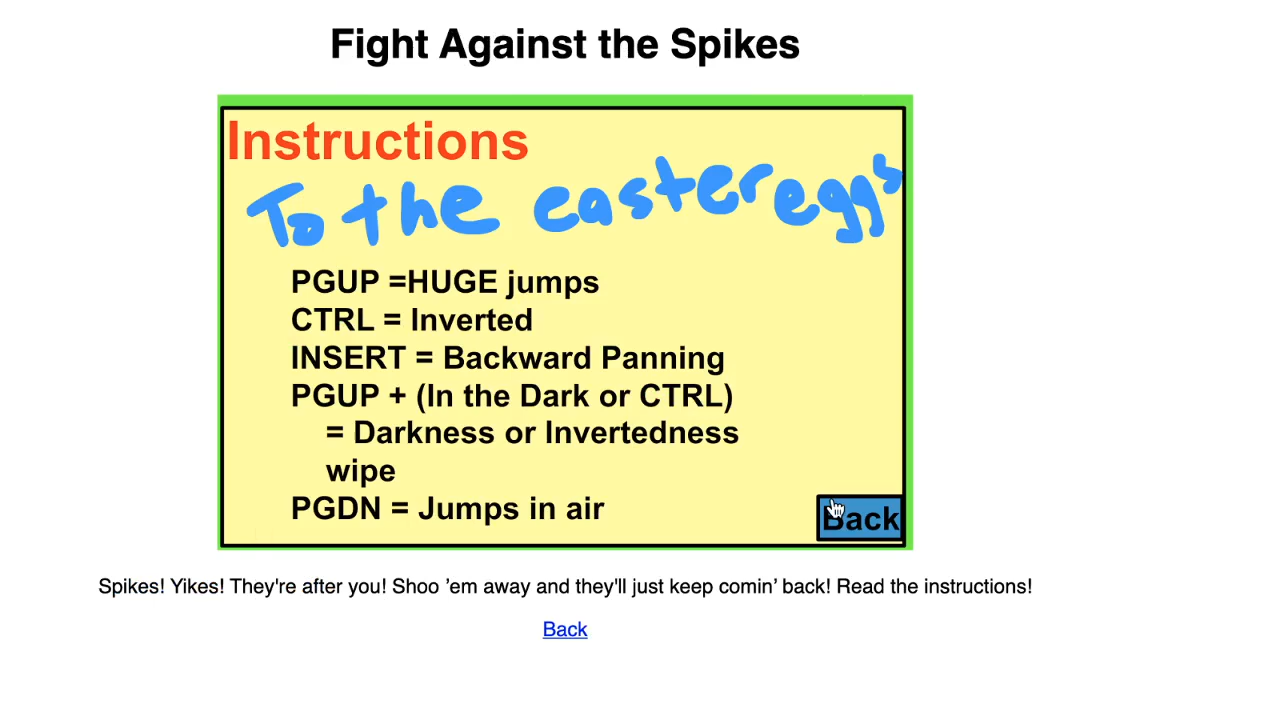 Fight Against the Spikes
Instructions
To the easter eggs
PGUP =HUGE jumps
CTRL = Inverted
INSERT = Backward Panning
PGUP + (In the Dark or CTRL)
= Darkness or Invertedness
wipe
PGDN = Jumps in air
Back
Spikes! Yikes! They're after you! Shoo ’em away and they'll just keep comin’ back! Read the instructions!
Back